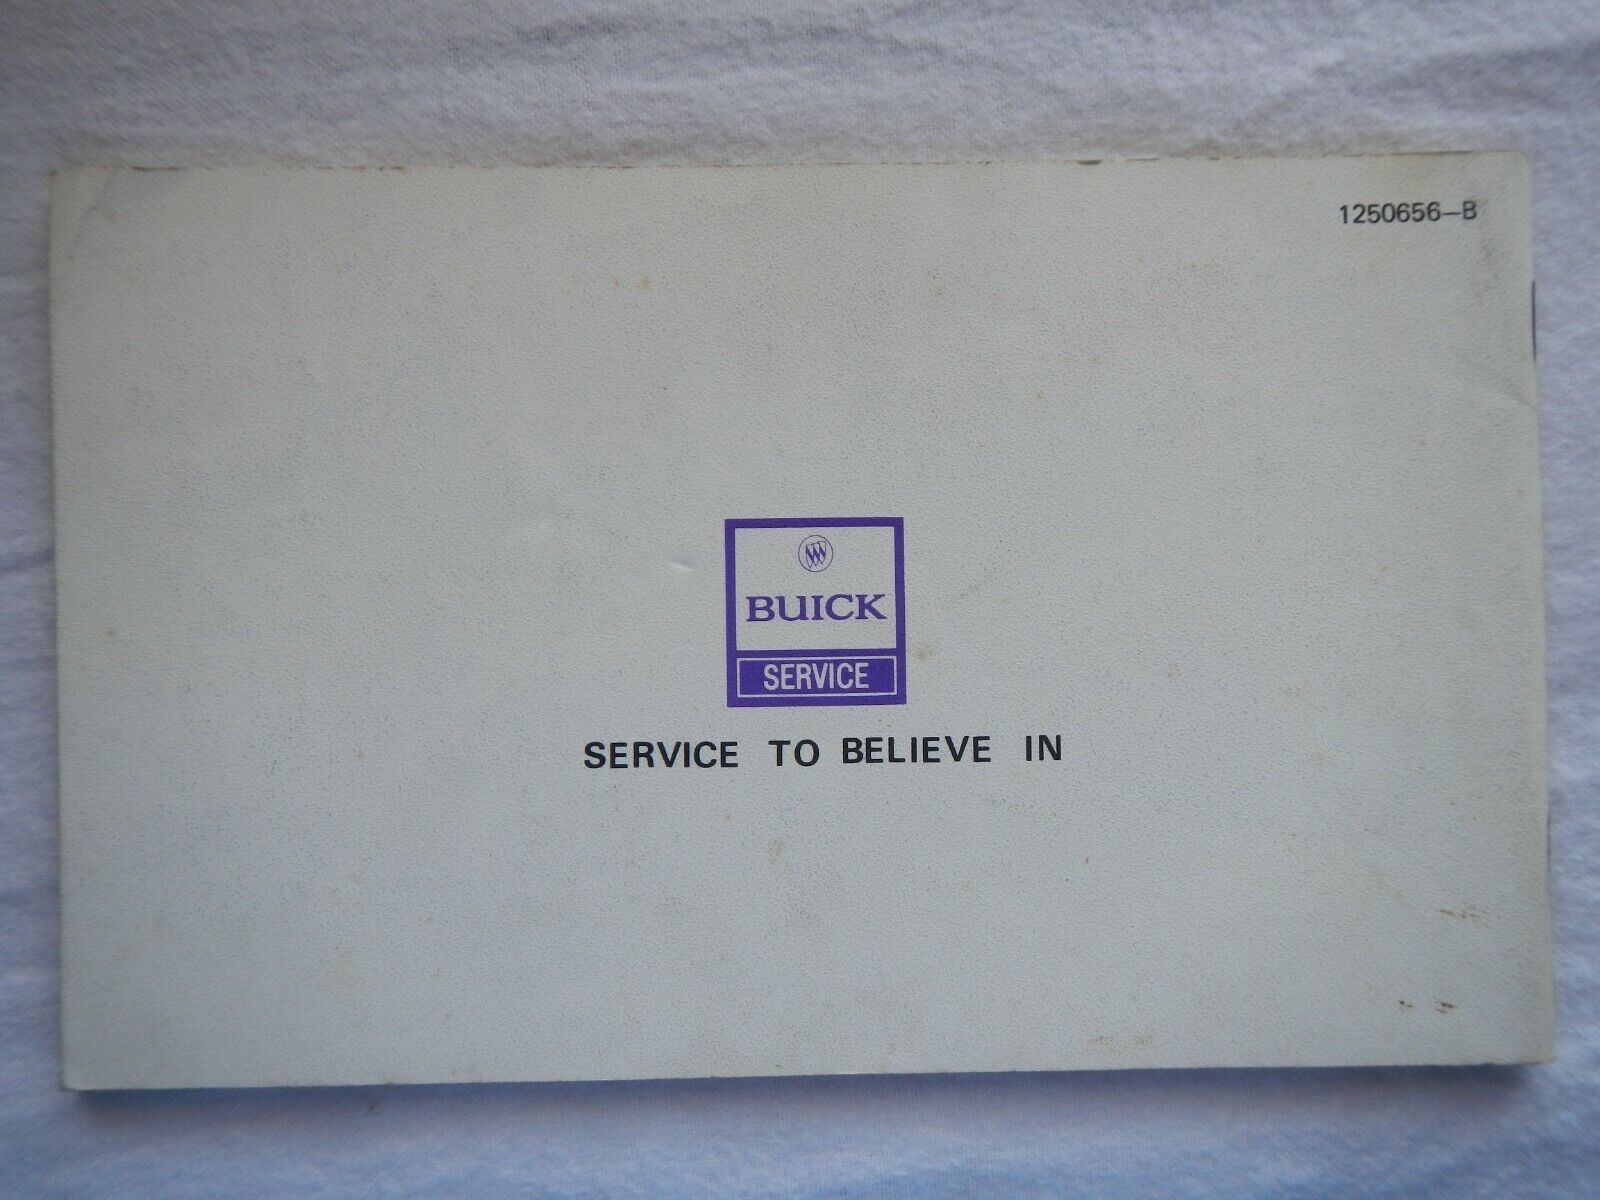 1250656-B
BUICK
SERVICE
SERVICE TO BELIEVE IN